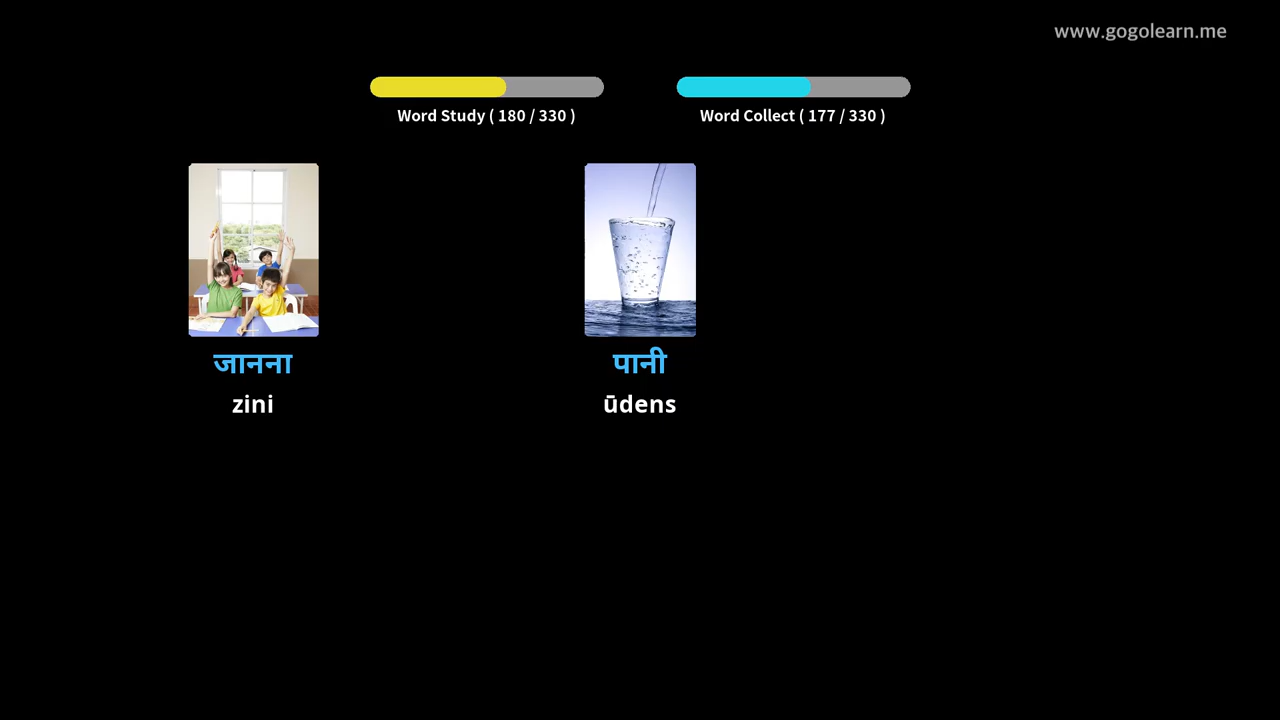 www.gogolearn.me
Word Study ( 180 / 330 )
Word Collect ( 177 / 330 )
जानना
zini
पानी
ūdens